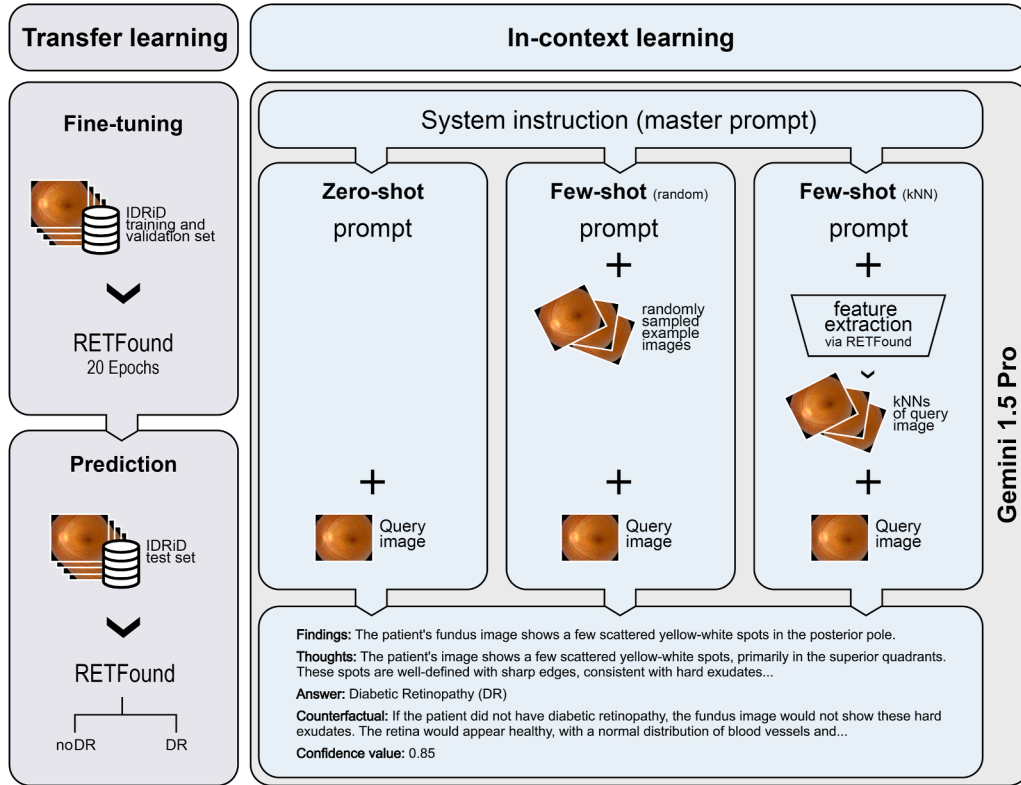 Transfer learning
In-context learning
Fine-tuning
IDRiD
training and
validation set
RETFound
20 Epochs
Prediction
IDRiD
test set
RETFound
noDR
DR
System instruction (master prompt)
Zero-shot
prompt
+
Query
image
Few-shot (random)
prompt
+
randomly
sampled
example
images
+
Query
image
Few-shot (kNN)
prompt
+
feature
extraction
via RETFound
kNNs
of query
image
+
Query
image
Gemini 1.5 Pro
Findings: The patient's fundus image shows a few scattered yellow-white spots in the posterior pole.
Thoughts: The patient's image shows a few scattered yellow-white spots, primarily in the superior quadrants.
These spots are well-defined with sharp edges, consistent with hard exudates...
Answer: Diabetic Retinopathy (DR)
Counterfactual: If the patient did not have diabetic retinopathy, the fundus image would not show these hard
exudates. The retina would appear healthy, with a normal distribution of blood vessels and...
Confidence value: 0.85